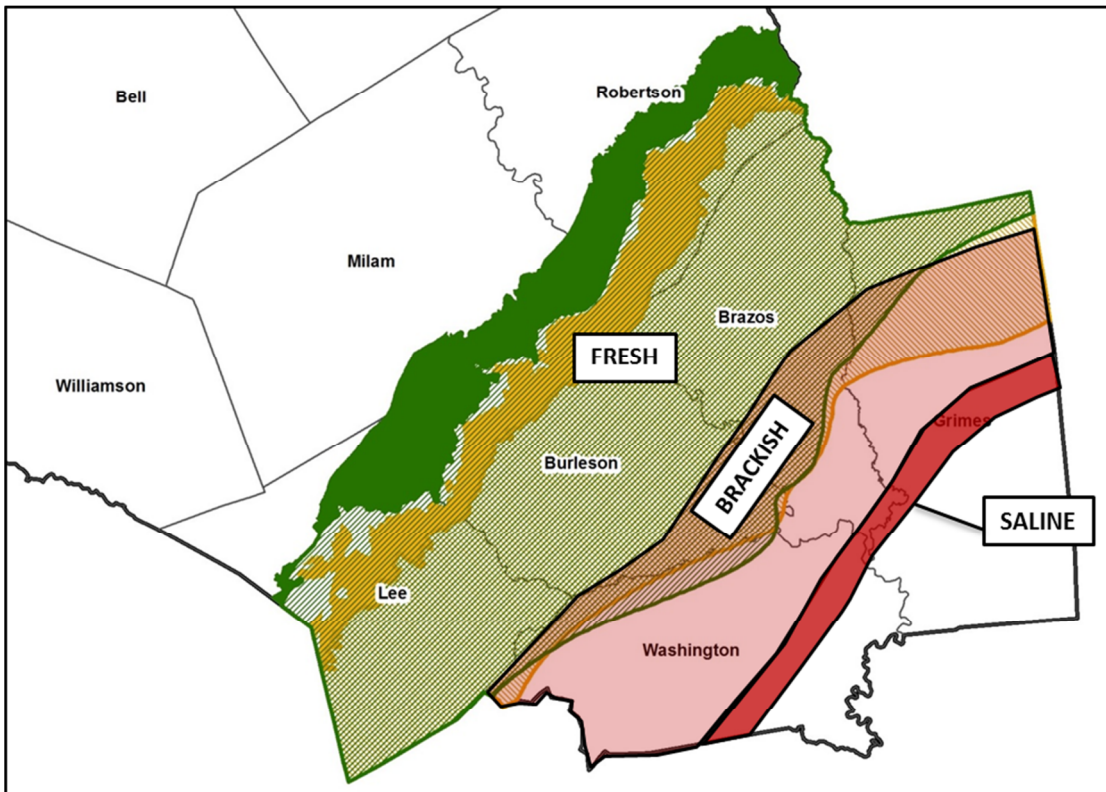 Bell
Robertson
Milam
Brazos
FRESH
Williamson
Grimes
BRACKISH
Burleson
SALINE
Lee
Washington